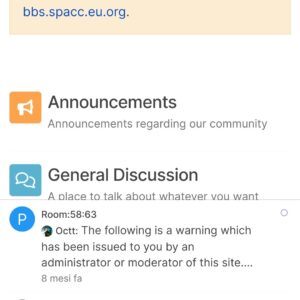 bbs.spacc.eu.org.
Announcements
Announcements regarding our community
General Discussion
A place to talk about whatever you want
P
Room:58:63
Octt: The following is a warning which
has been issued to you by an
administrator or moderator of this site....
8 mesi fa